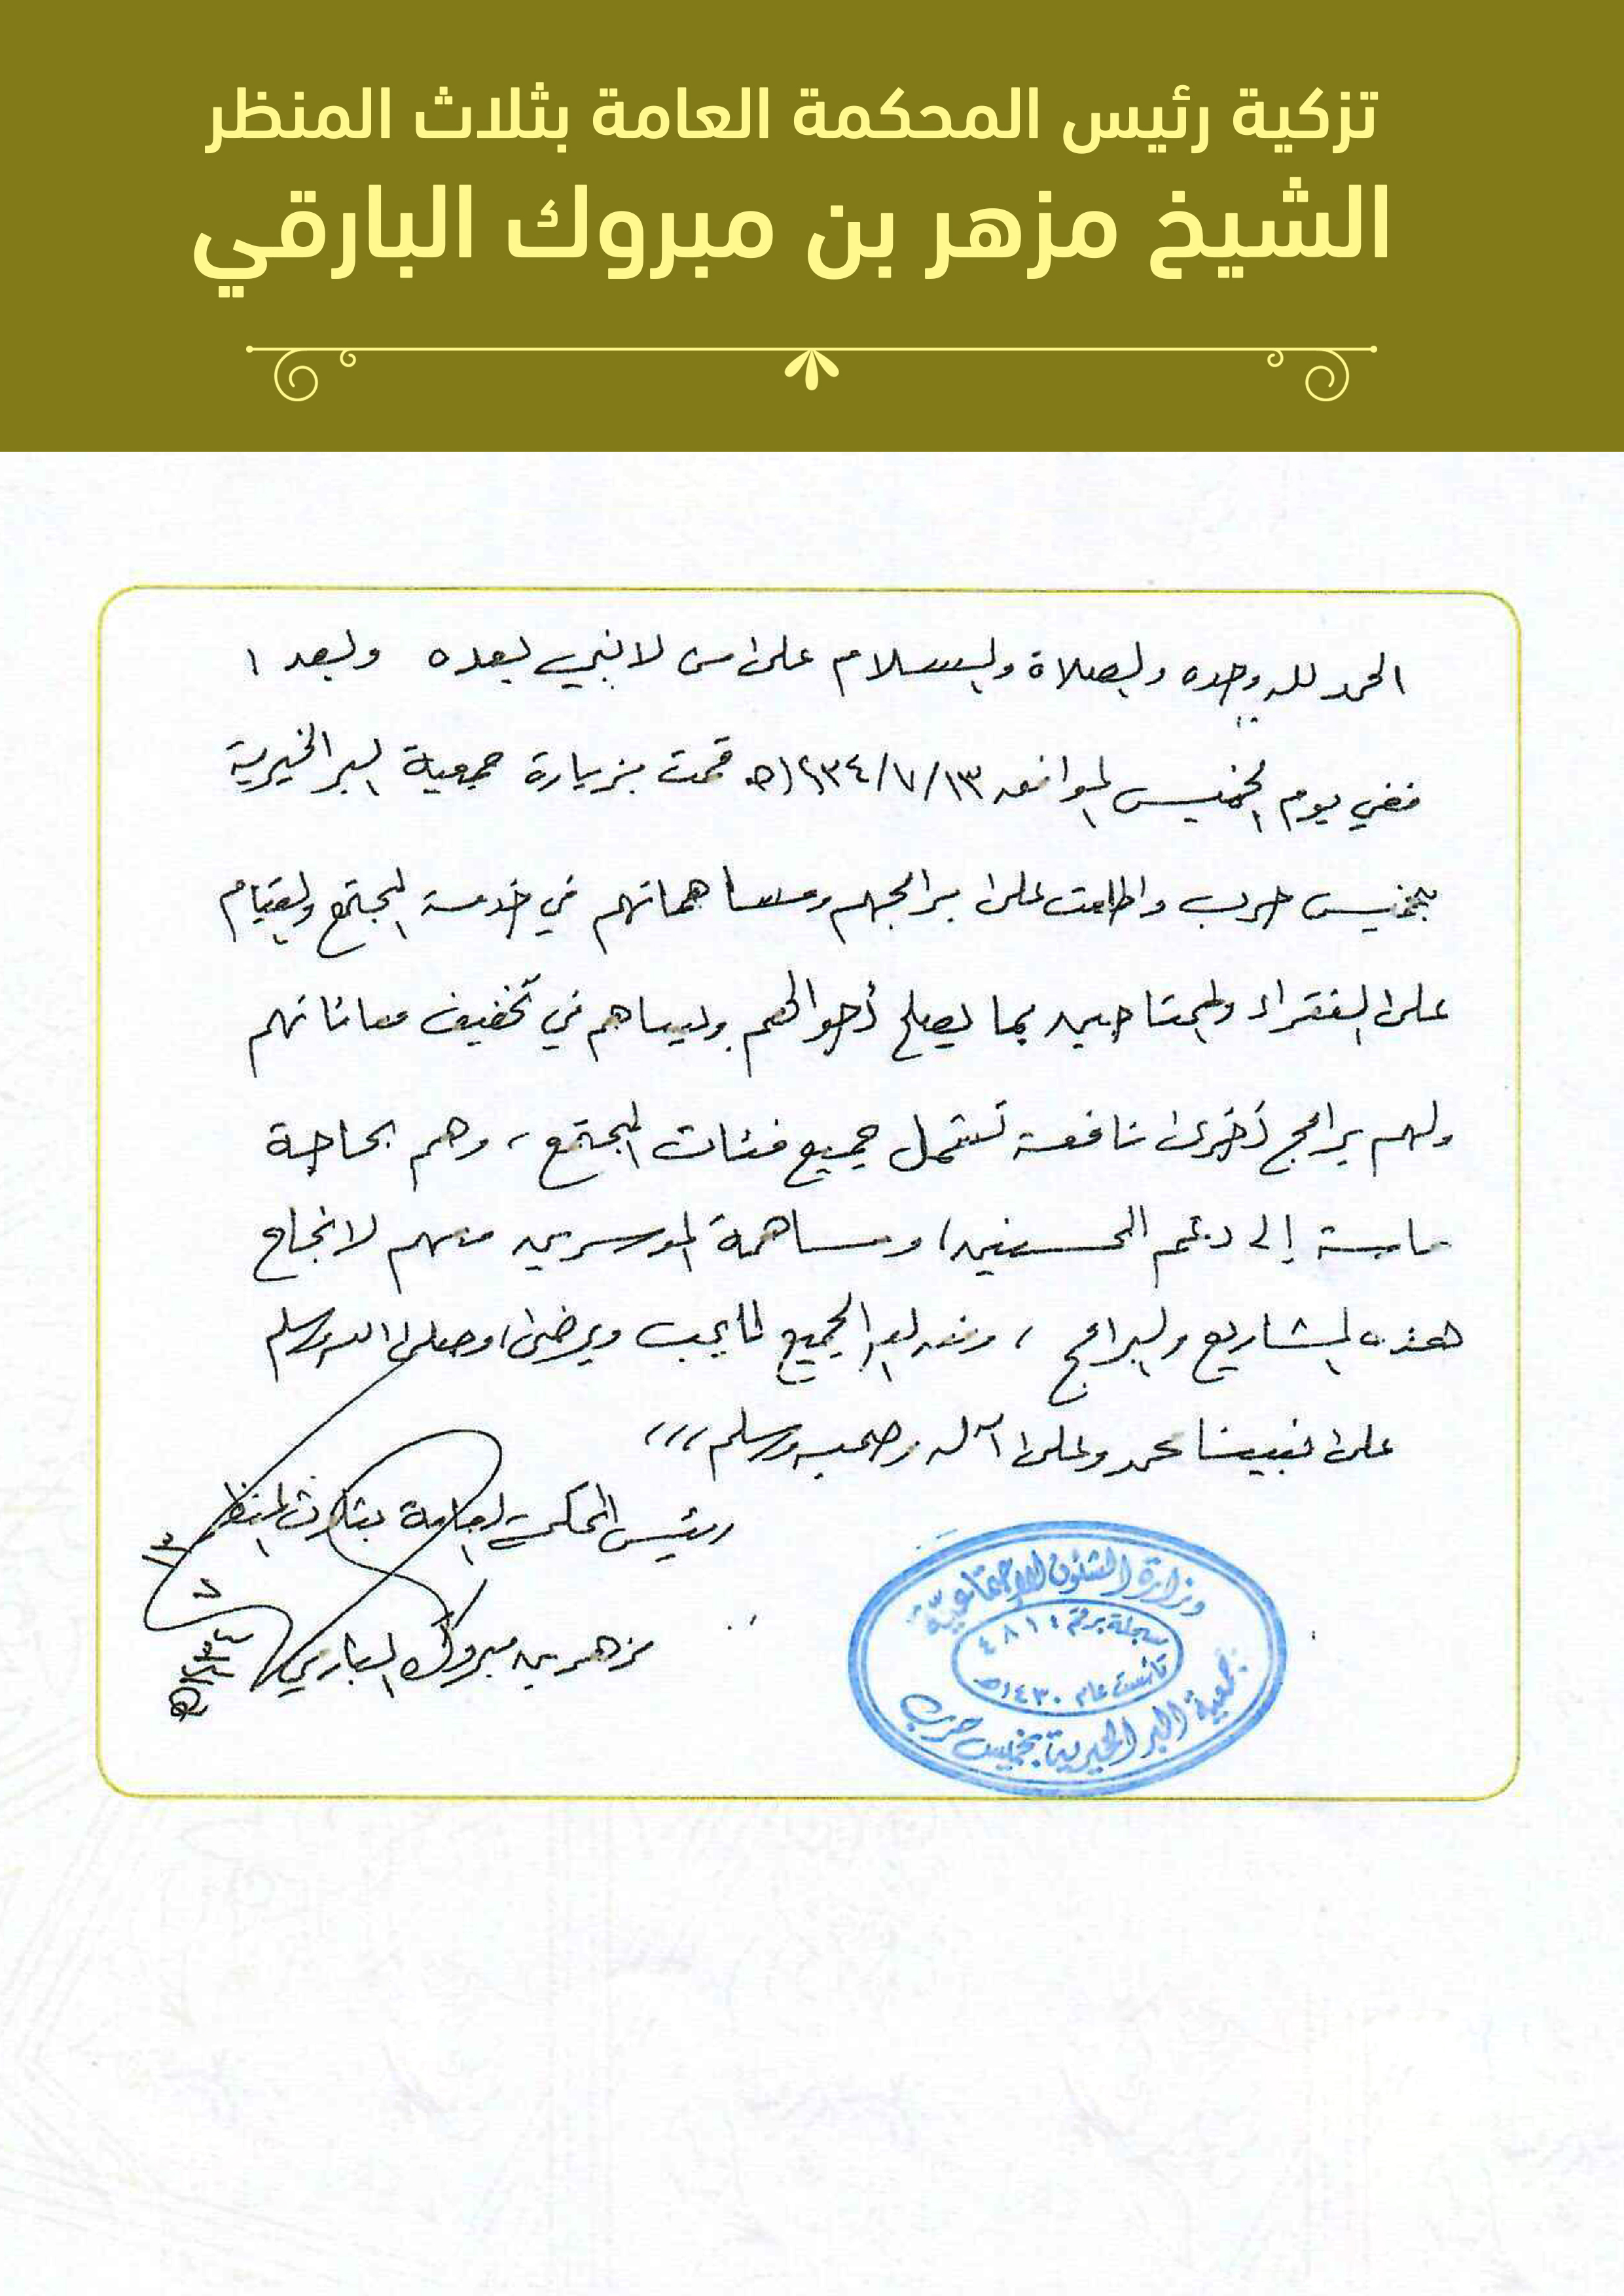 تزكية رئيس المحكمة العامة بثلاث المنظر
الشيخ مزهر بن مبروك البارقي
الحمد لله وحده والصلاة والسلام على من لا نبي بعده وبعد
ففي يوم الخميس الموافق ١٤٣٤/٧/١٣هـ قمت بزيارة جمعية البر الخيرية
بخميس حرب واطلعت على برامجهم ومساهماتهم في خدمة المجتمع والقيام
على الفقراء والمحتاجين بما يصلح أحوالهم ويساهم في تخفيف معاناتهم
ولهم برامج أخرى نافعة تشمل جميع فئات المجتمع، وهم بحاجة
ماسة إلى دعم المحسنين، ومساهمة الموسرين منهم لانجاح
هذه المشاريع والبرامج، وفق الله الجميع لما يحب ويرضى، وصلى الله وسلم
على نبينا محمد وعلى آله وصحبه وسلم،،،
رئيس المحكمة العامة بثلاث المنظر
مزهر بن مبروك البارقي
١٣
٧
١٤٣٤هـ
وزارة الشئون الاجتماعية
مسجلة برقم
تأسست عام ١٤٣٠هـ
جمعية البر الخيرية بخميس حرب